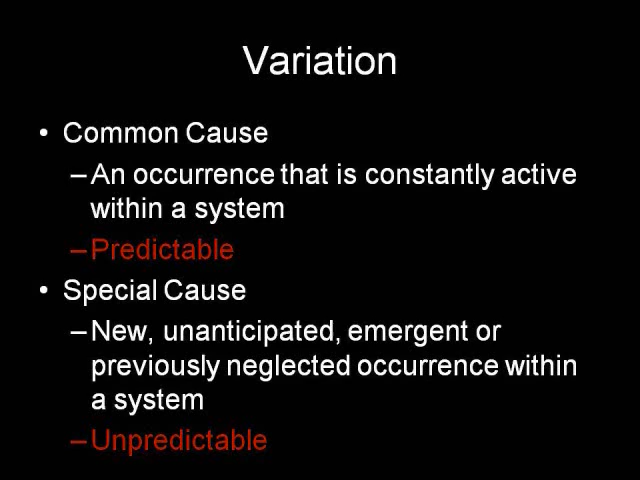 Variation
• Common Cause
–An occurrence that is constantly active
within a system
–Predictable
• Special Cause
–New, unanticipated, emergent or
previously neglected occurrence within
a system
–Unpredictable